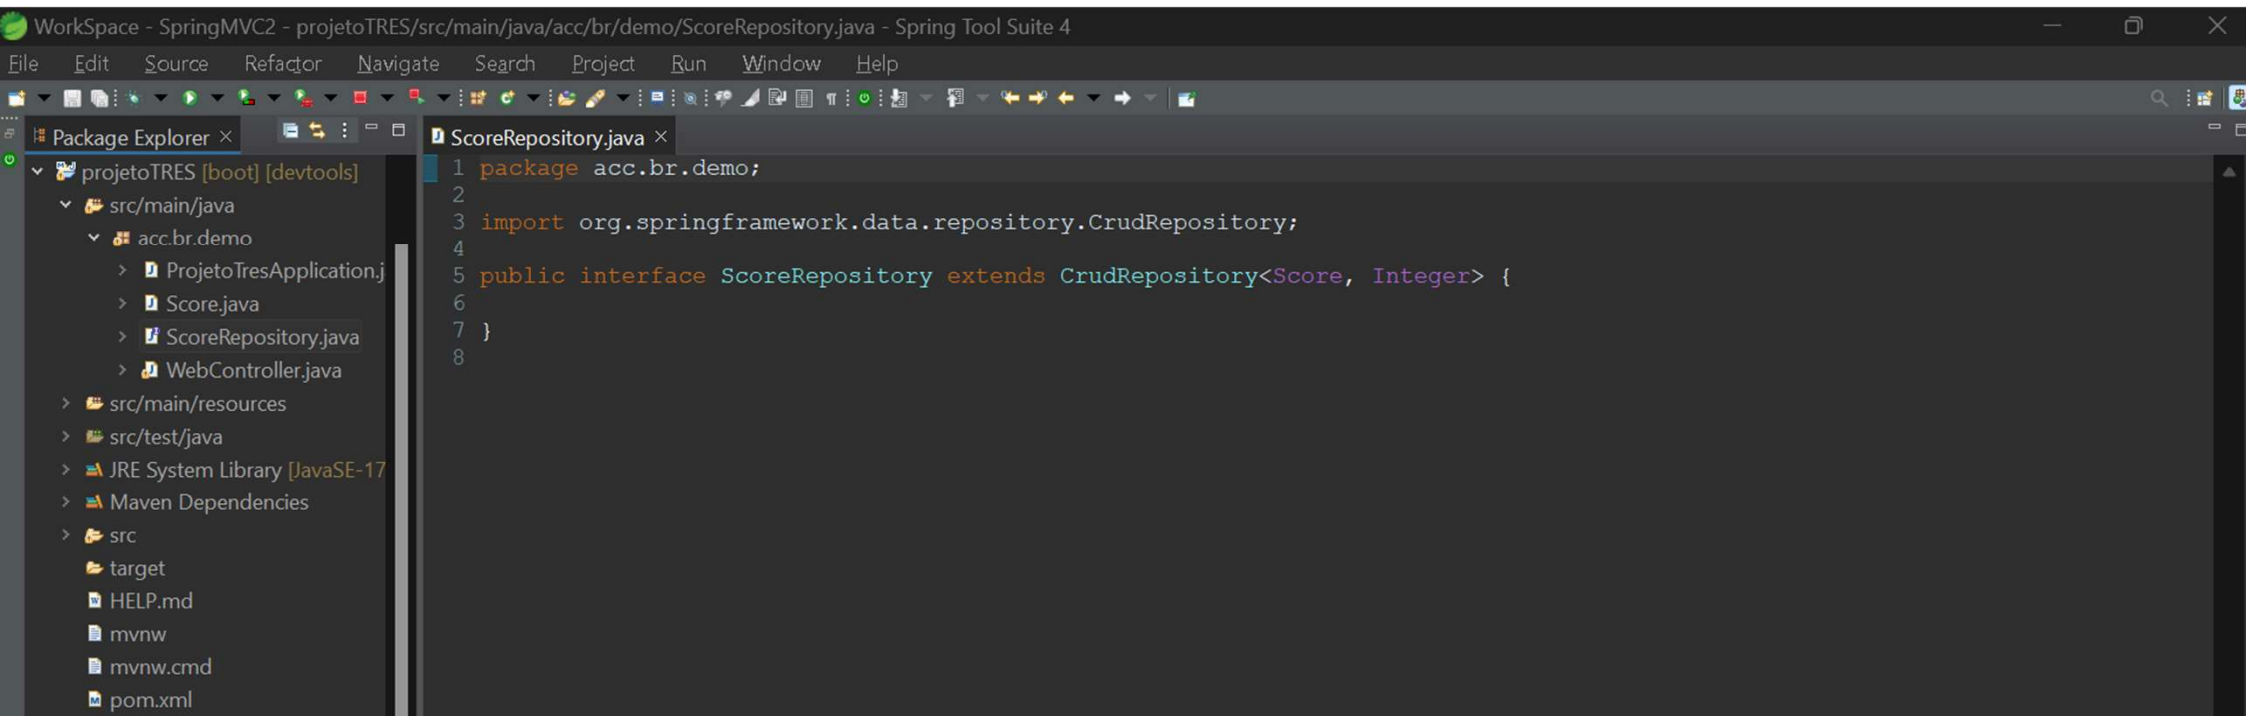 WorkSpace - SpringMVC2 - projetoTRES/src/main/java/acc/br/demo/ScoreRepository.java - Spring Tool Suite 4
File Edit Source Refactor Navigate Search Project Run Window Help
Package Explorer
ScoreRepository.java
projetoTRES [boot] [devtools]
src/main/java
acc.br.demo
ProjetoTresApplication.j
Score.java
ScoreRepository.java
WebController.java
src/main/resources
src/test/java
JRE System Library [JavaSE-17
Maven Dependencies
src
target
HELP.md
mvnw
mvnw.cmd
pom.xml
1 package acc.br.demo;
2
3 import org.springframework.data.repository.CrudRepository;
4
5 public interface ScoreRepository extends CrudRepository<Score, Integer> {
6
7 }
8